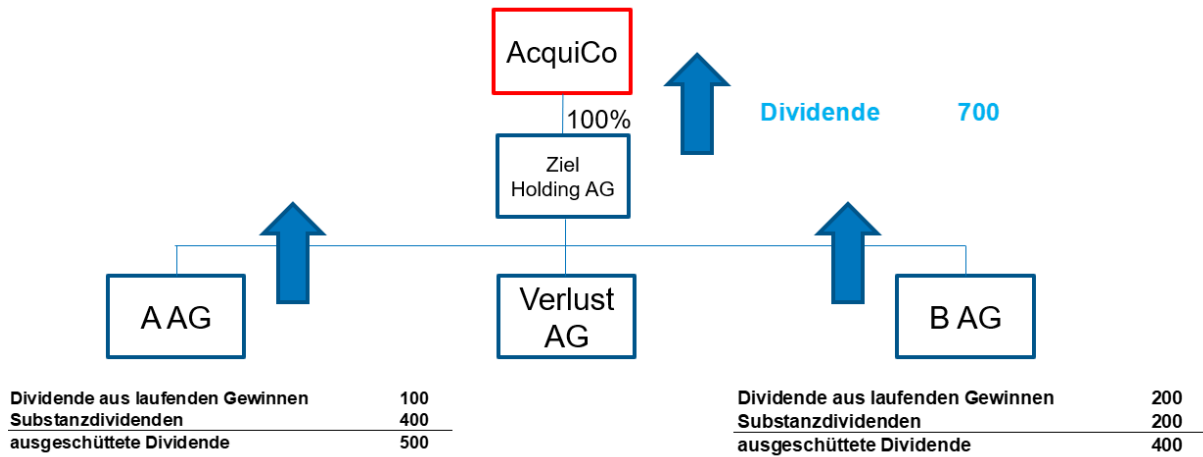 AcquiCo
Dividende 700
100%
Ziel
Holding AG
A AG
Verlust
AG
B AG
Dividende aus laufenden Gewinnen 100
Substanzdividenden 400
ausgeschüttete Dividende 500
Dividende aus laufenden Gewinnen 200
Substanzdividenden 200
ausgeschüttete Dividende 400